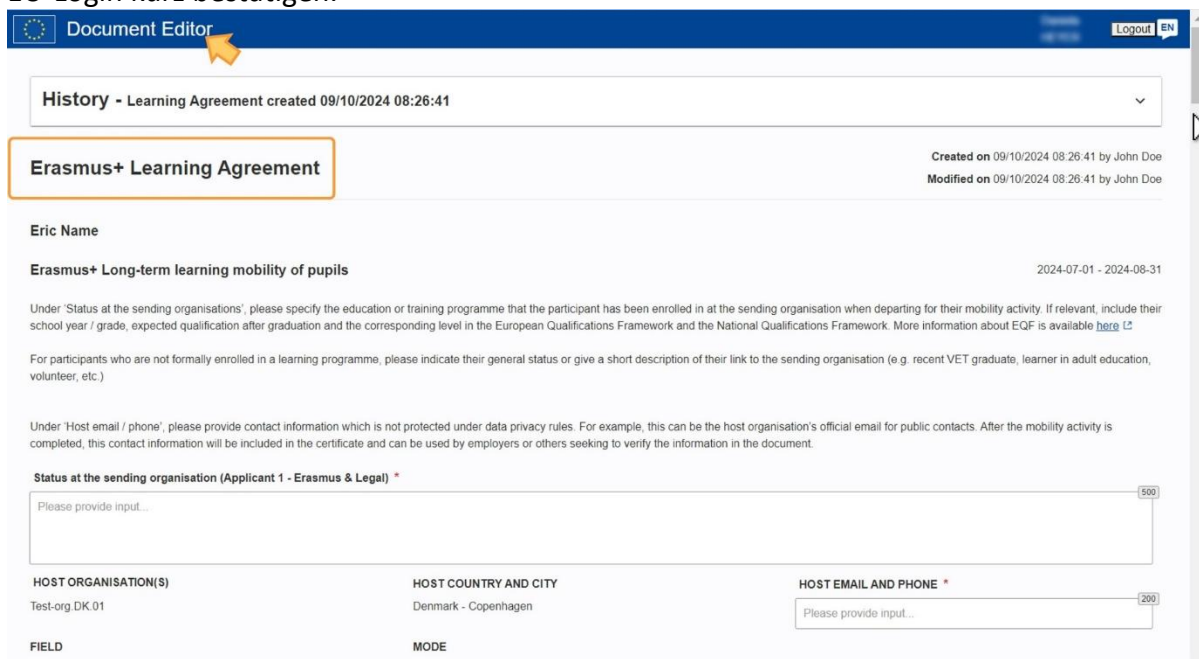 EU-Login kurz bestätigen.
Document Editor
Logout EN
History - Learning Agreement created 09/10/2024 08:26:41
Erasmus+ Learning Agreement
Created on 09/10/2024 08:26:41 by John Doe
Modified on 09/10/2024 08:26:41 by John Doe
Eric Name
Erasmus+ Long-term learning mobility of pupils
2024-07-01 - 2024-08-31
Under 'Status at the sending organisations', please specify the education or training programme that the participant has been enrolled in at the sending organisation when departing for their mobility activity. If relevant, include their
school year / grade, expected qualification after graduation and the corresponding level in the European Qualifications Framework and the National Qualifications Framework. More information about EQF is available here
For participants who are not formally enrolled in a learning programme, please indicate their general status or give a short description of their link to the sending organisation (e.g. recent VET graduate, learner in adult education,
volunteer, etc.)
Under 'Host email / phone', please provide contact information which is not protected under data privacy rules. For example, this can be the host organisation's official email for public contacts. After the mobility activity is
completed, this contact information will be included in the certificate and can be used by employers or others seeking to verify the information in the document.
Status at the sending organisation (Applicant 1 - Erasmus & Legal) *
500
Please provide input...
HOST ORGANISATION(S)
Test-org.DK.01
HOST COUNTRY AND CITY
Denmark - Copenhagen
HOST EMAIL AND PHONE *
200
Please provide input...
FIELD
MODE